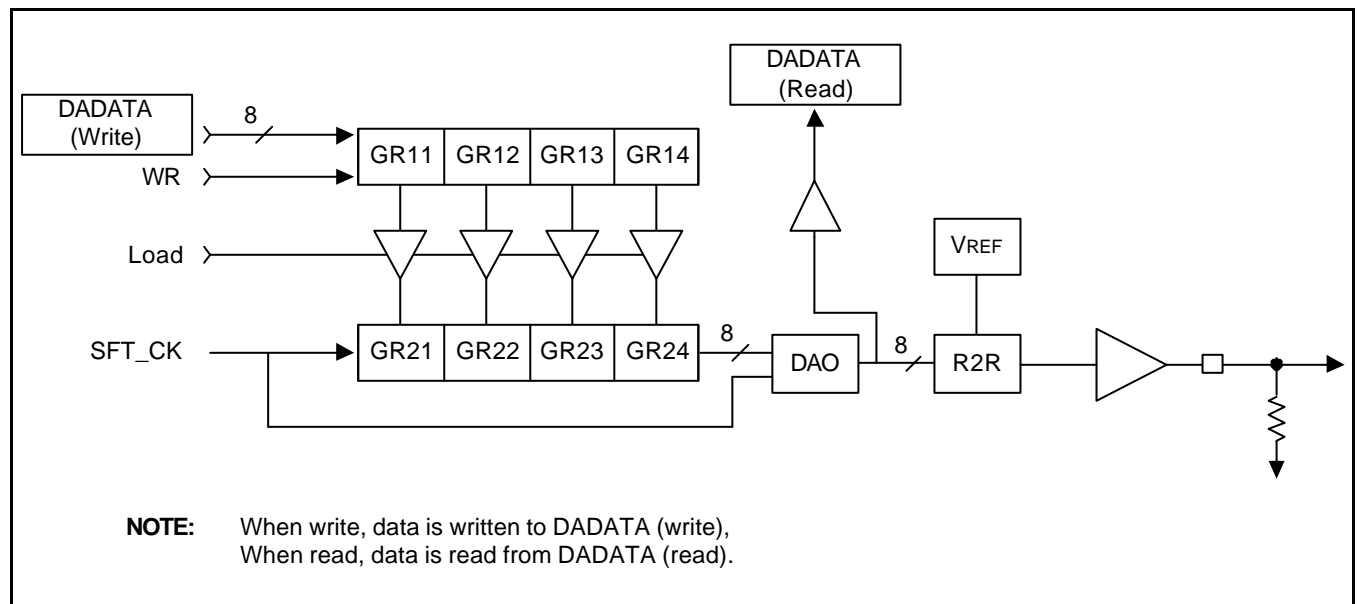 DADATA
(Read)
DADATA
(Write)
8
GR11 GR12 GR13 GR14
WR
VREF
Load
8
8
SFT_CK
GR21 GR22 GR23 GR24
DAO
R2R
NOTE: When write, data is written to DADATA (write),
When read, data is read from DADATA (read).